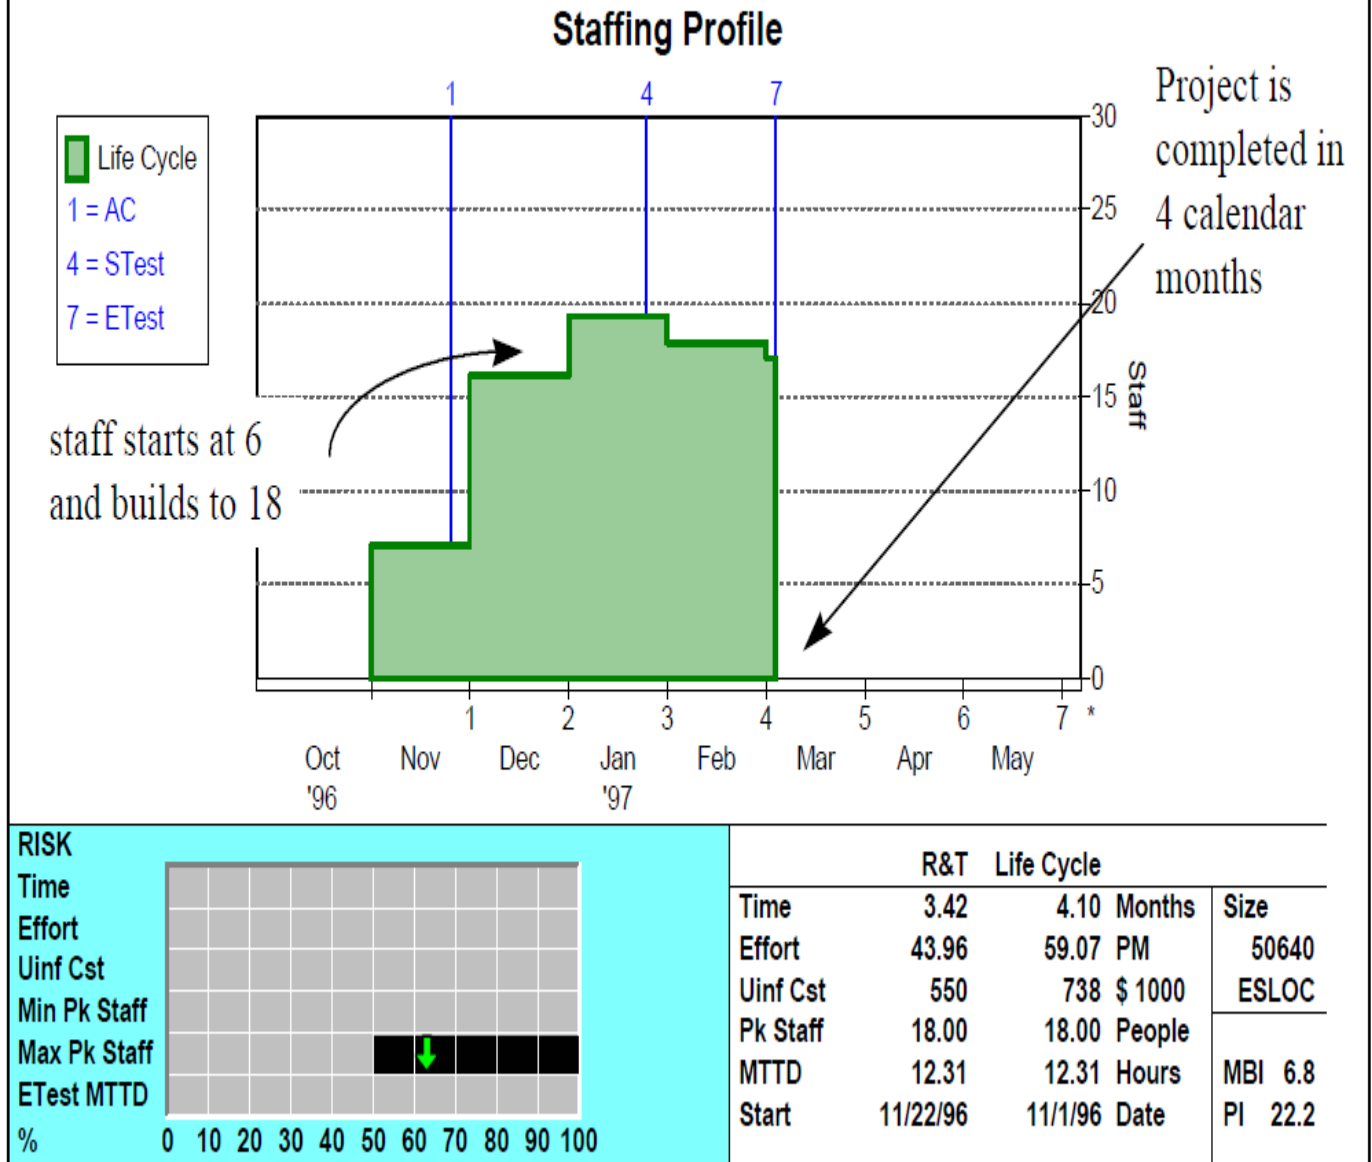 Staffing Profile
1 4 7
Life Cycle
1 = AC
4 = STest
7 = ETest
Project is
completed in
4 calendar
months
staff starts at 6
and builds to 18
30
25
20
15
10
5
0
Staff
1 2 3 4 5 6 7 *
Oct Nov Dec Jan Feb Mar Apr May
'96 '97
RISK
Time
Effort
Uinf Cst
Min Pk Staff
Max Pk Staff
ETest MTTD
% 0 10 20 30 40 50 60 70 80 90 100
R&T Life Cycle
Time 3.42 4.10 Months
Effort 43.96 59.07 PM
Uinf Cst 550 738 $ 1000
Pk Staff 18.00 18.00 People
MTTD 12.31 12.31 Hours
Start 11/22/96 11/1/96 Date
Size
50640
ESLOC
MBI 6.8
PI 22.2